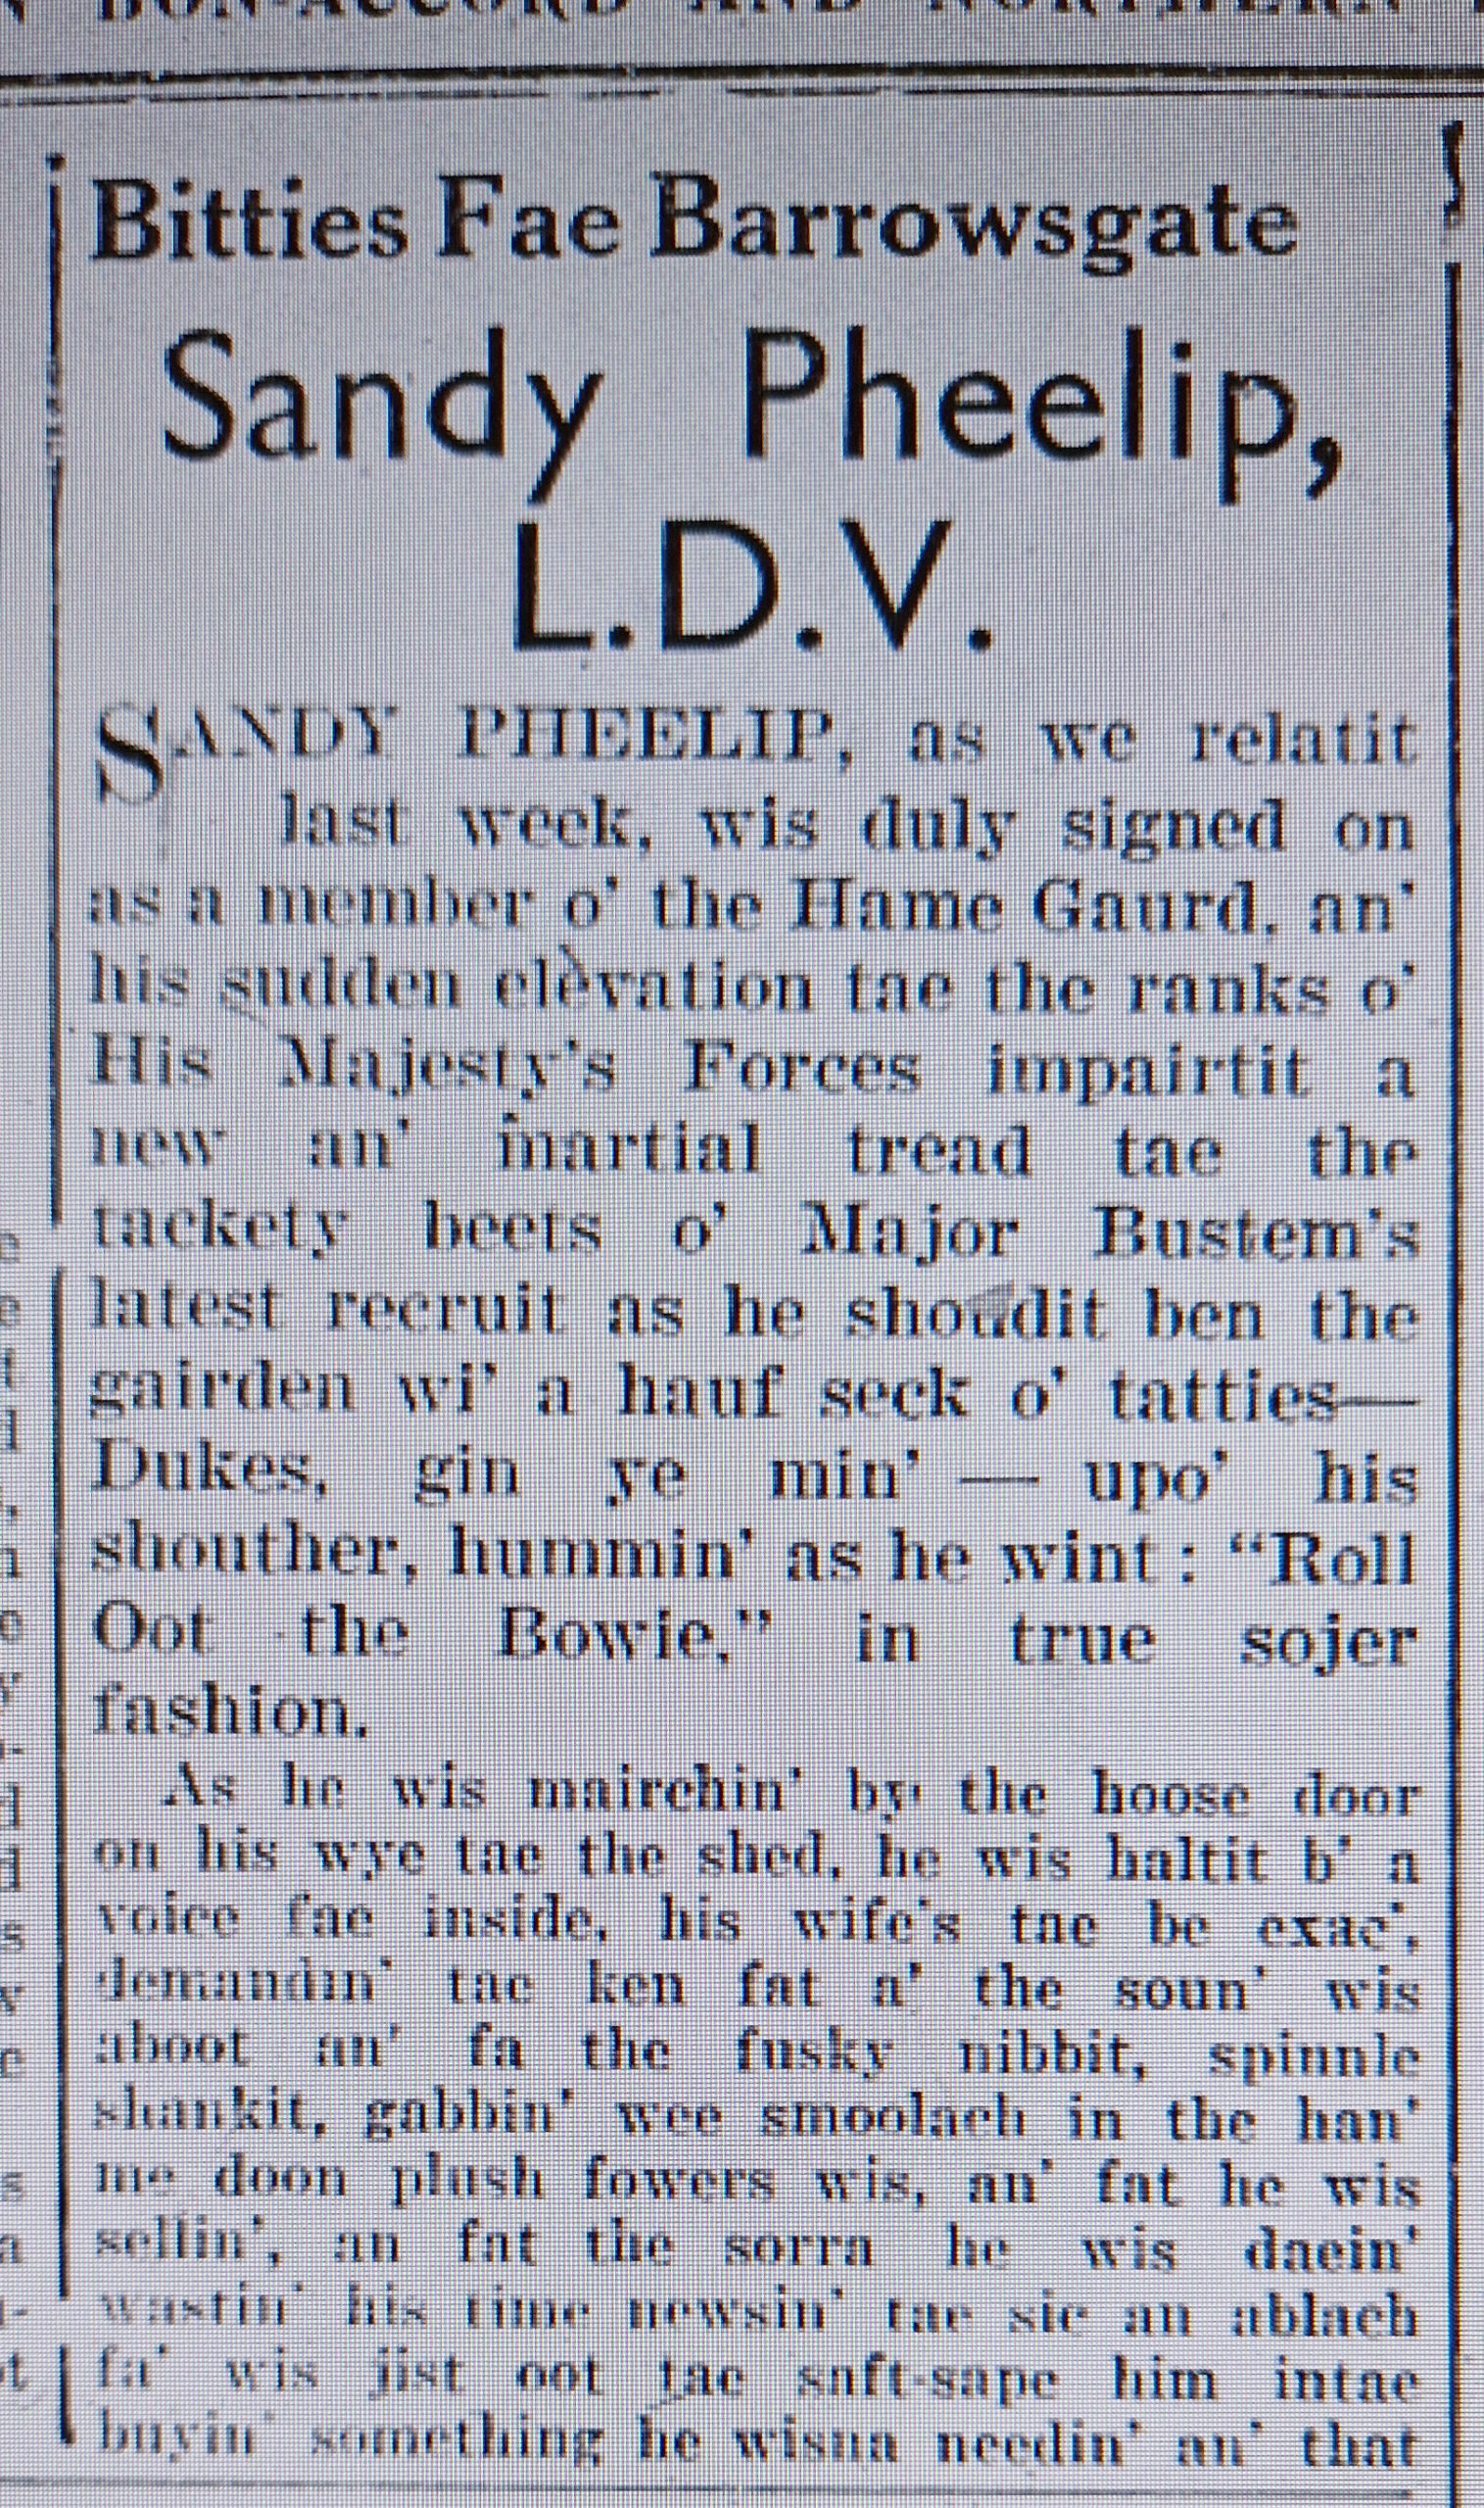 BON-ACCORD AND NORTHERN
Bitties Fae Barrowsgate
Sandy Pheelip,
L.D.V.
SANDY PHEELIP, as we relatit
last week, wis duly signed on
as a member o' the Hame Gaurd, an'
his sudden elèvation tae the ranks o'
His Majesty's Forces impairtit a
new an' martial tread tae the
tackety beets o' Major Bustem's
latest recruit as he shoudit ben the
gairden wi' a hauf seck o' tatties—
Dukes, gin ye min' — upo' his
shouther, hummin' as he wint : "Roll
Oot the Bowie," in true sojer
fashion.
As he wis mairchin' by the hoose door
on his wye tae the shed, he wis haltit b' a
voice fae inside, his wife's tae be exac',
demandin' tae ken fat a' the soun' wis
aboot an' fa the fusky nibbit, spinnle
shankit, gabbin' wee smoolach in the han'
me doon plush fowers wis, an' fat he wis
sellin', an fat the sorra he wis daein'
wastin' his time newsin' tae sic an ablach
fa' wis jist oot tae saft-sape him intae
buyin' something he wisna needin' an' that